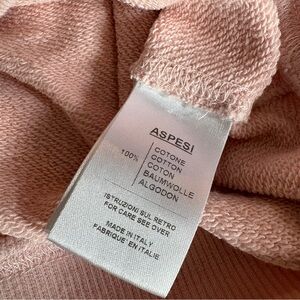 ASPESI
100%
COTONE
COTTON
COTON
BAUMWOLLE
ALGODON
ISTRUZIONI SUL RETRO
FOR CARE SEE OVER
MADE IN ITALY
FABRIQUE EN ITALIE